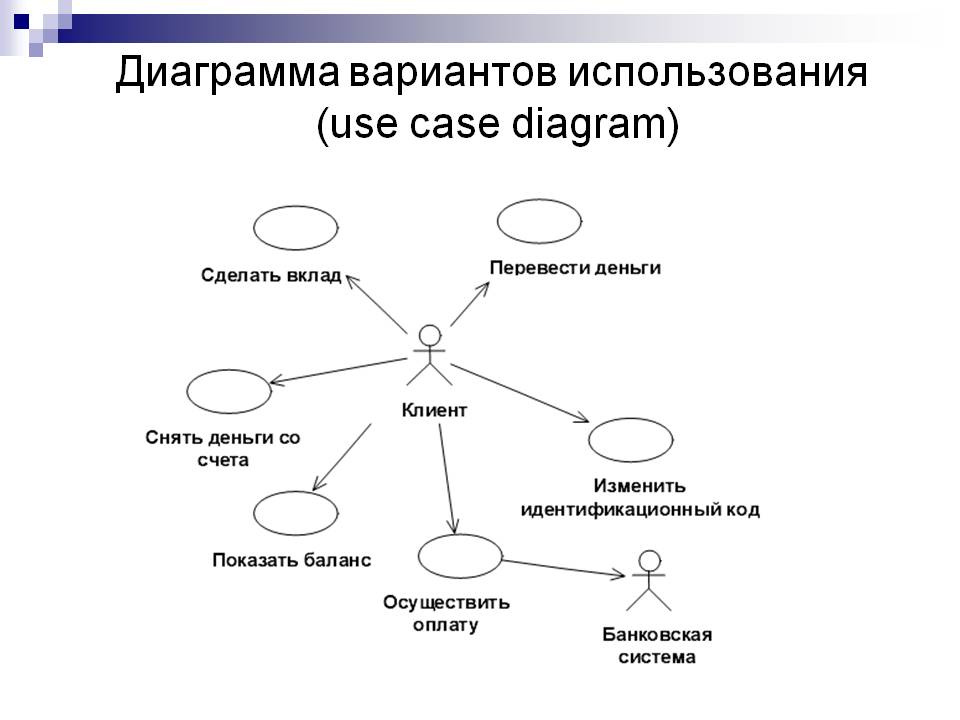 Диаграмма вариантов использования
(use case diagram)
Сделать вклад
Перевести деньги
Клиент
Снять деньги со
счета
Изменить
идентификационный код
Показать баланс
Осуществить
оплату
Банковская
система